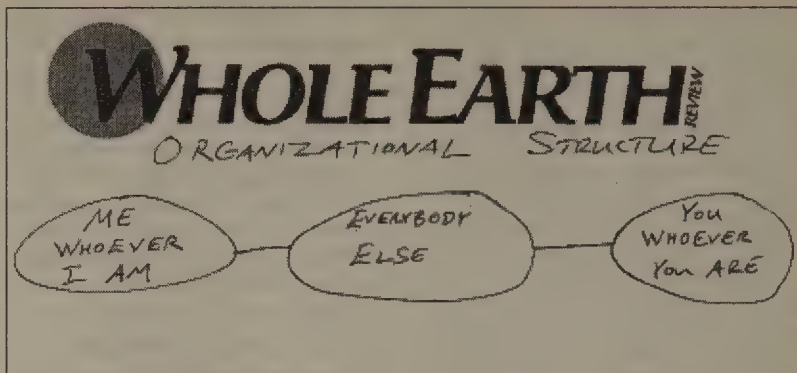 WHOLE EARTH REVIEW
ORGANIZATIONAL STRUCTURE
ME
WHOEVER
I AM
EVERYBODY
ELSE
YOU
WHOEVER
YOU ARE